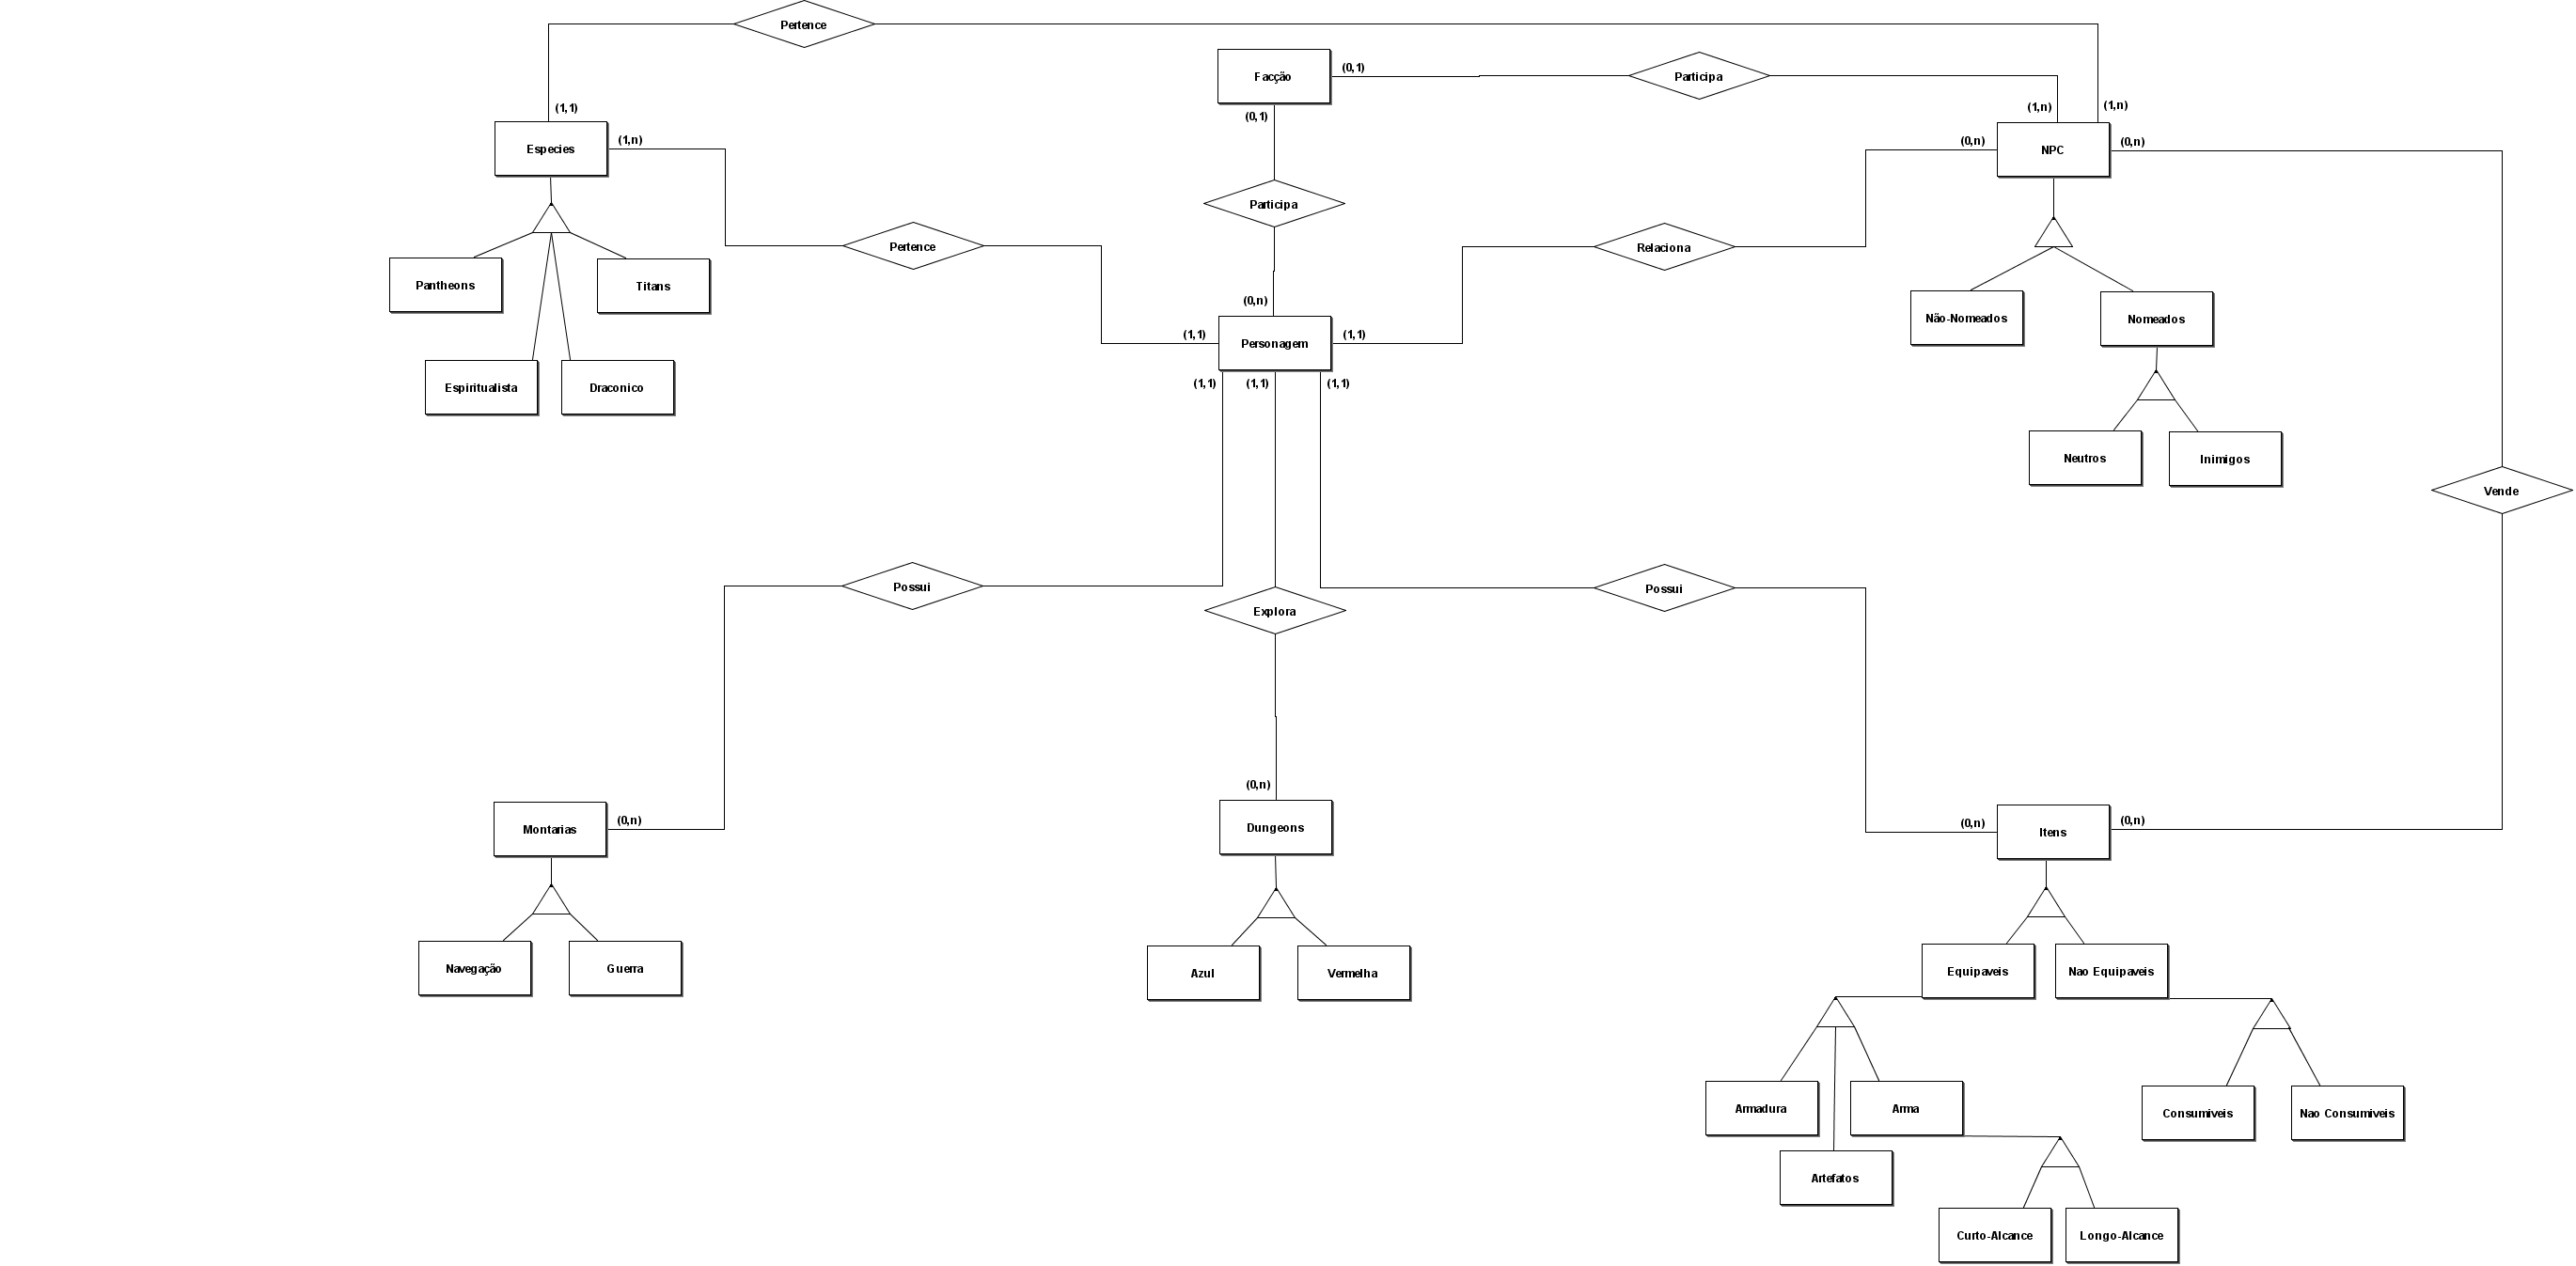 Pertence
Facção
(0,1)
Participa
(1,1)
(0,1)
(1,n)
(1,n)
Especies
(1,n)
(0,n)
NPC
(0,n)
Participa
Pertence
Relaciona
Pantheons
Titans
(0,n)
Não-Nomeados
Nomeados
(1,1)
Personagem
(1,1)
Espiritualista
Draconico
(1,1)
(1,1)
(1,1)
Neutros
Inimigos
Vende
Possui
Explora
Possui
(0,n)
Montarias
(0,n)
Dungeons
(0,n)
Itens
(0,n)
Navegação
Guerra
Azul
Vermelha
Equipaveis
Nao Equipaveis
Armadura
Arma
Consumiveis
Nao Consumiveis
Artefatos
Curto-Alcance
Longo-Alcance